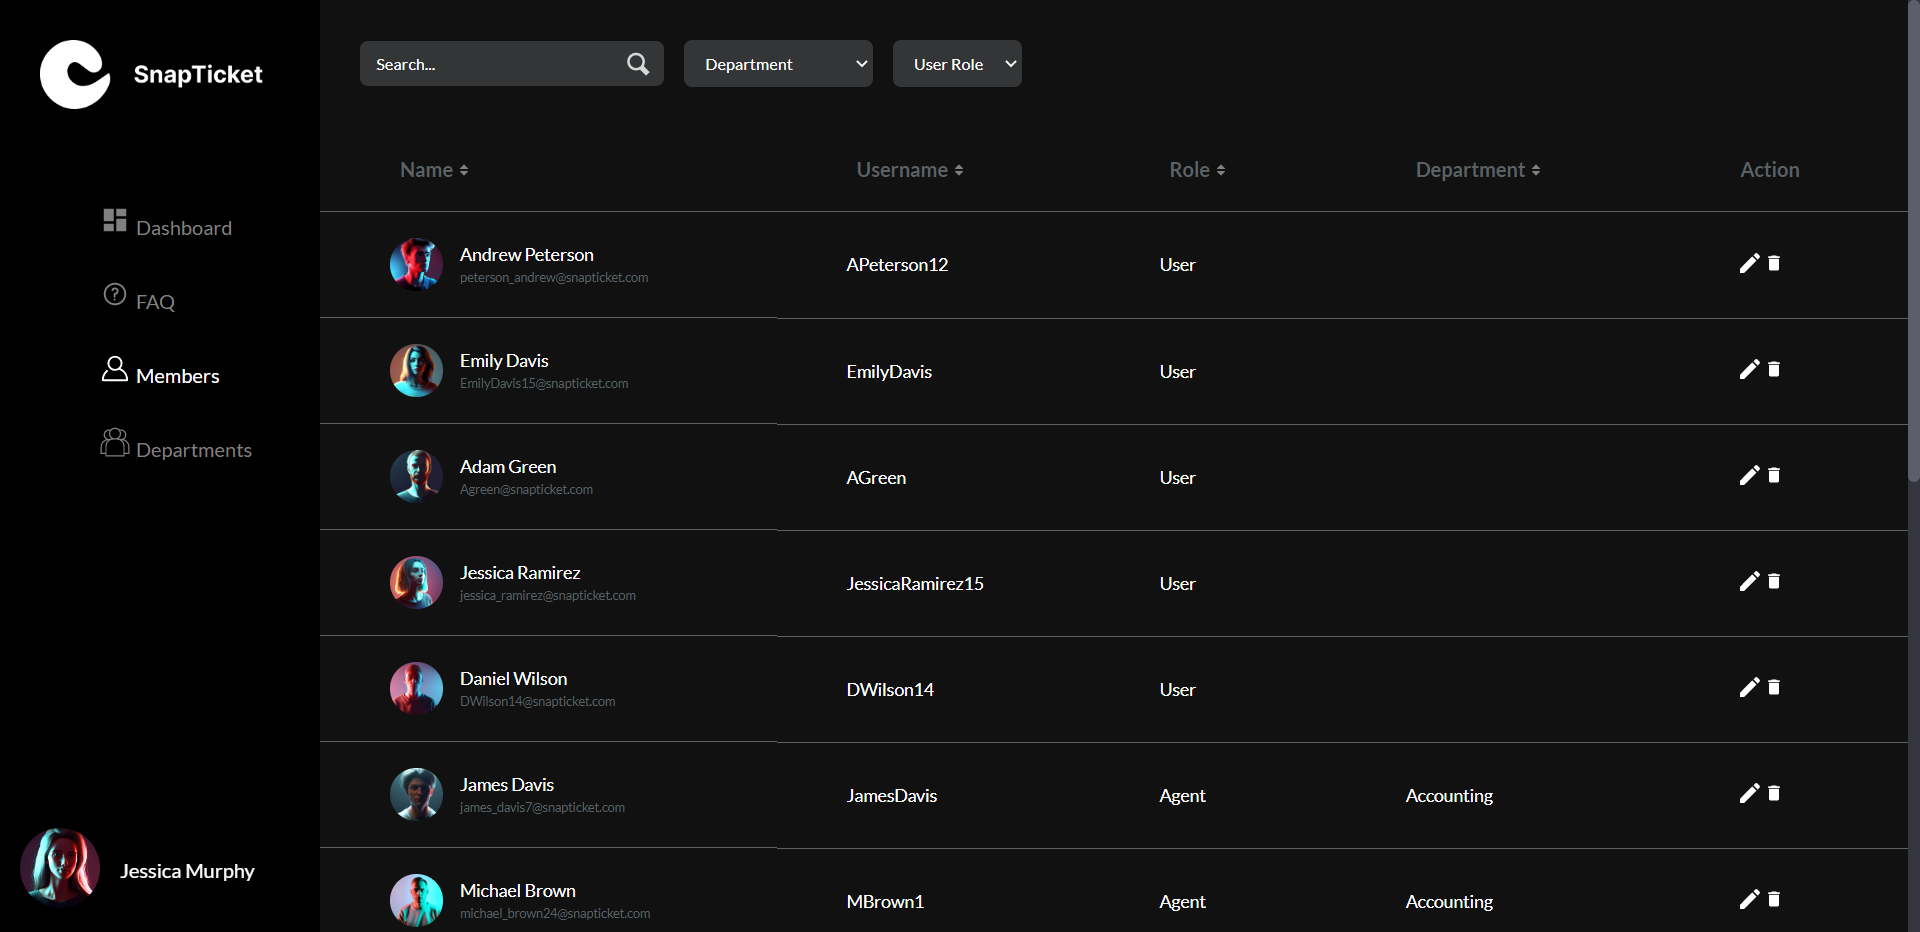 SnapTicket
Dashboard
FAQ
Members
Departments
Jessica Murphy
Search...
Department
User Role
Name
Username
Role
Department
Action
Andrew Peterson
peterson_andrew@snapticket.com
APeterson12
User
Emily Davis
EmilyDavis15@snapticket.com
EmilyDavis
User
Adam Green
Agreen@snapticket.com
AGreen
User
Jessica Ramirez
jessica_ramirez@snapticket.com
JessicaRamirez15
User
Daniel Wilson
DWilson14@snapticket.com
DWilson14
User
James Davis
james_davis7@snapticket.com
JamesDavis
Agent
Accounting
Michael Brown
michael_brown24@snapticket.com
MBrown1
Agent
Accounting